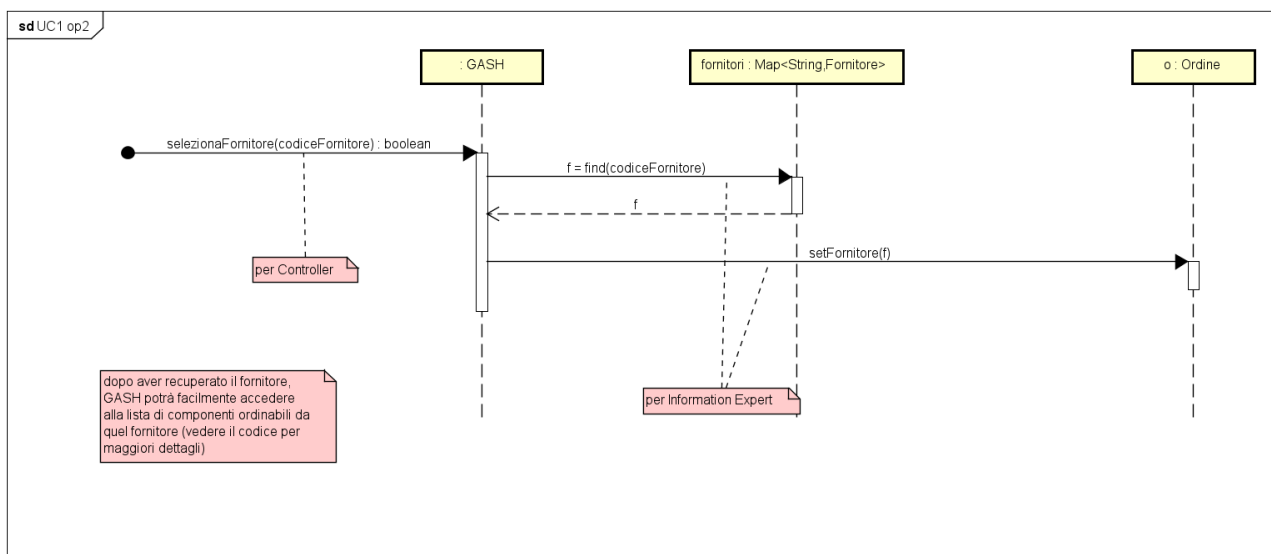 sd UC1 op2
: GASH
fornitori : Map<String,Fornitore>
o : Ordine
selezionaFornitore(codiceFornitore) : boolean
f = find(codiceFornitore)
f
setFornitore(f)
per Controller
dopo aver recuperato il fornitore,
GASH potrà facilmente accedere
alla lista di componenti ordinabili da
quel fornitore (vedere il codice per
maggiori dettagli)
per Information Expert